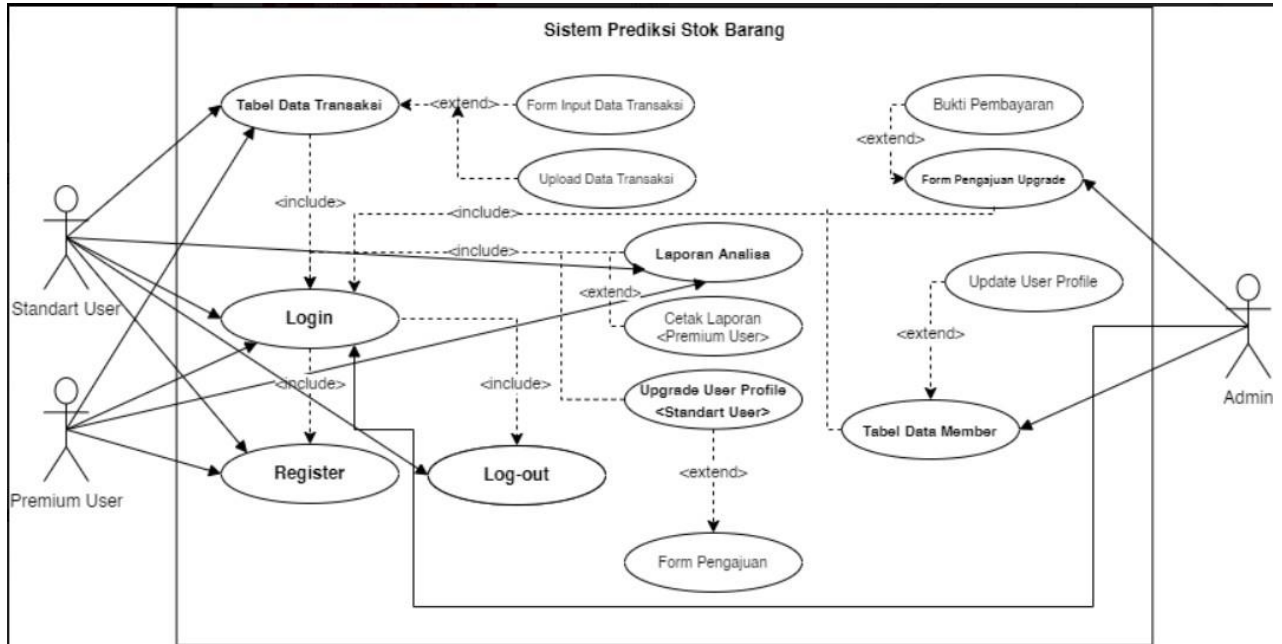 Sistem Prediksi Stok Barang
Tabel Data Transaksi
<extend>
Form Input Data Transaksi
Bukti Pembayaran
<extend>
Upload Data Transaksi
Form Pengajuan Upgrade
<include>
<include>
<include>
Laporan Analisa
Standart User
<extend>
Update User Profile
Login
Cetak Laporan
<Premium User>
<extend>
<include>
<include>
Upgrade User Profile
<Standart User>
Admin
Tabel Data Member
Register
Log-out
<extend>
Premium User
Form Pengajuan